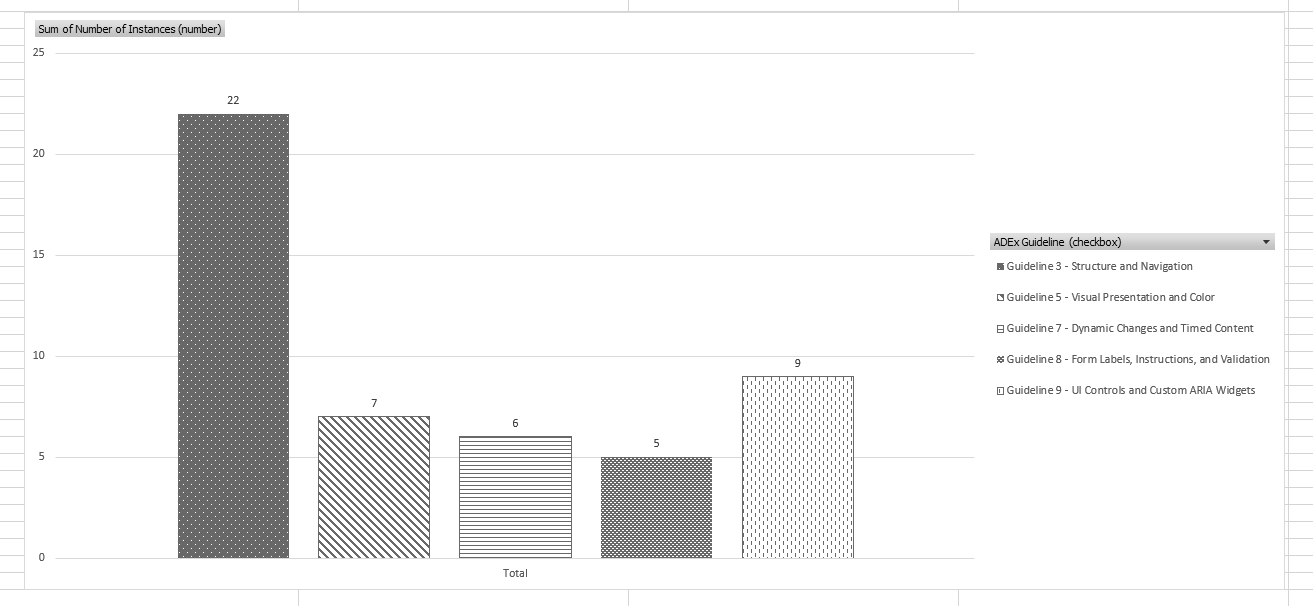 Sum of Number of Instances (number)
25
20
15
10
5
0
22
7
6
5
9
Total
ADEx Guideline (checkbox)
Guideline 3 - Structure and Navigation
Guideline 5 - Visual Presentation and Color
Guideline 7 - Dynamic Changes and Timed Content
Guideline 8 - Form Labels, Instructions, and Validation
Guideline 9 - UI Controls and Custom ARIA Widgets